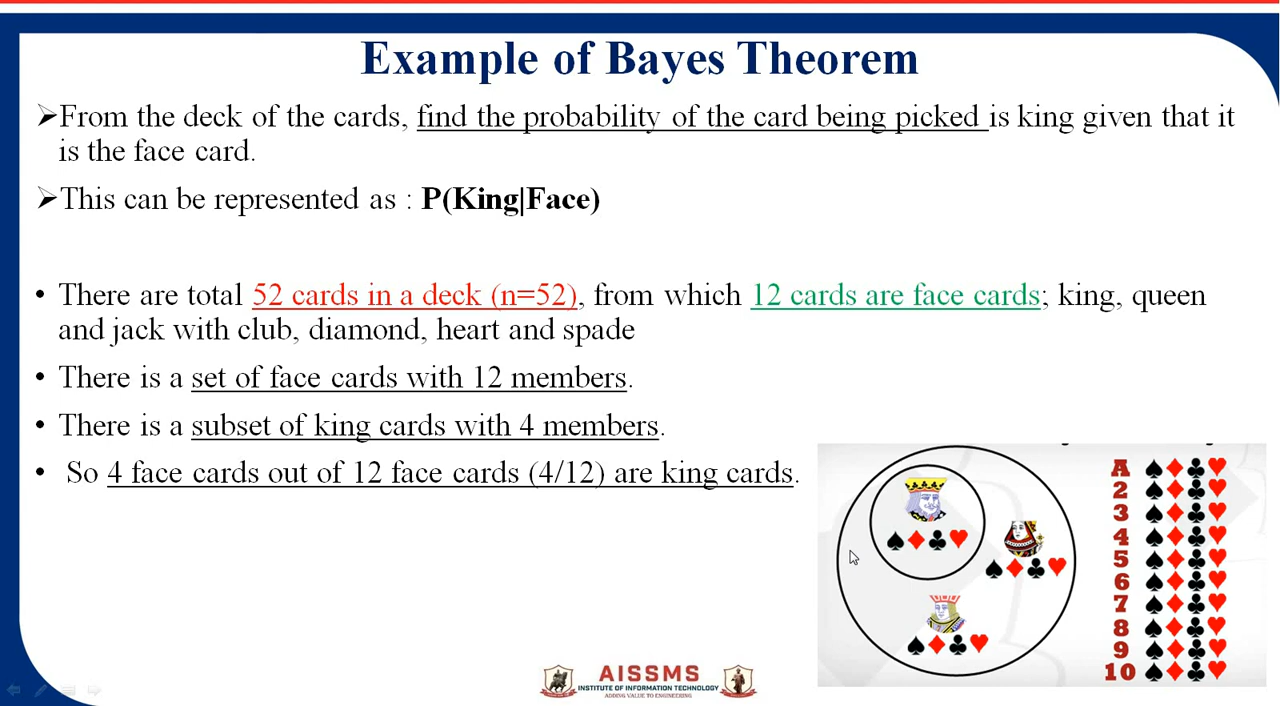 Example of Bayes Theorem
➢From the deck of the cards, find the probability of the card being picked is king given that it
is the face card.
➢This can be represented as : P(King|Face)
• There are total 52 cards in a deck (n=52), from which 12 cards are face cards; king, queen
and jack with club, diamond, heart and spade
• There is a set of face cards with 12 members.
• There is a subset of king cards with 4 members.
• So 4 face cards out of 12 face cards (4/12) are king cards.
A ♠♦♣♥
2 ♠♦♣♥
3 ♠♦♣♥
4 ♠♦♣♥
5 ♠♦♣♥
6 ♠♦♣♥
7 ♠♦♣♥
8 ♠♦♣♥
9 ♠♦♣♥
10 ♠♦♣♥
AISSMS
INSTITUTE OF INFORMATION TECHNOLOGY
ADDING VALUE TO ENGINEERING